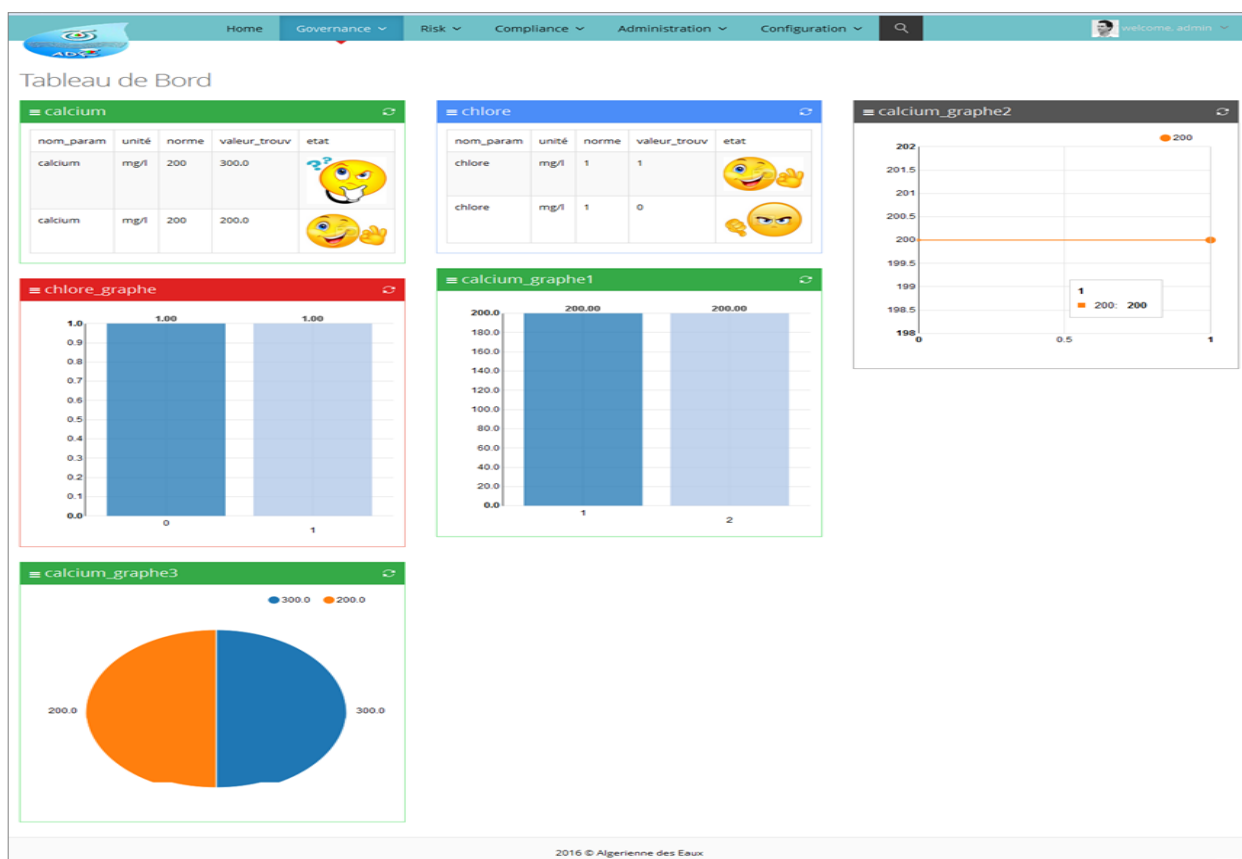 Home Governance Risk Compliance Administration Configuration welcome, admin
ADE
Tableau de Bord
calcium
nom_param unité norme valeur_trouv etat
calcium mg/l 200 300.0
calcium mg/l 200 200.0
chlore
nom_param unité norme valeur_trouv etat
chlore mg/l 1 1
chlore mg/l 1 0
calcium_graphe2
200
202
201.5
201
200.5
200
199.5
199
198.5
198
0 0.5 1
1
200: 200
chlore_graphe
1.00 1.00
1.0
0.9
0.8
0.7
0.6
0.5
0.4
0.3
0.2
0.1
0.0
0
1
calcium_graphe1
200.00 200.00
200.0
180.0
160.0
140.0
120.0
100.0
80.0
60.0
40.0
20.0
0.0
1
2
calcium_graphe3
300.0 200.0
200.0 300.0
2016 © Algerienne des Eaux